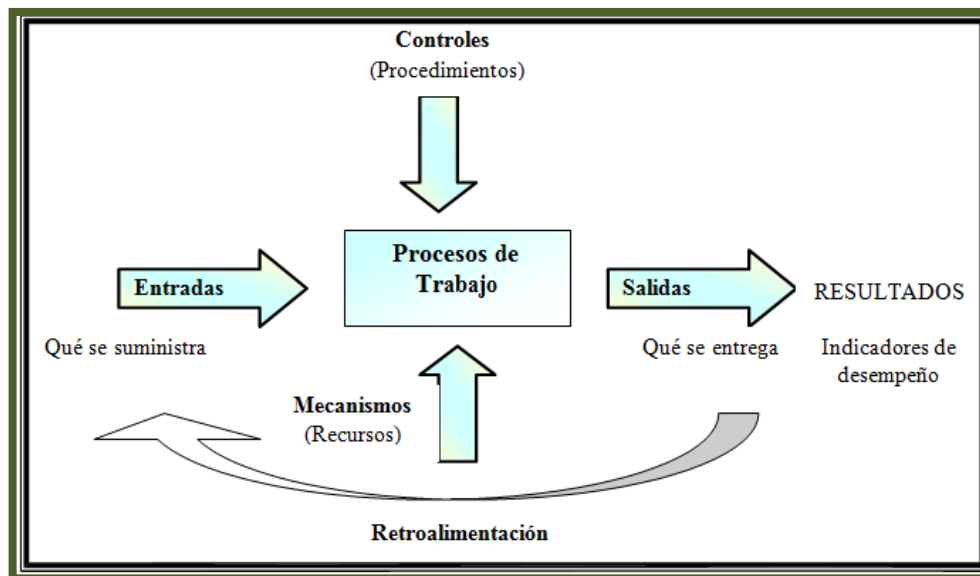 Controles
(Procedimientos)
Procesos de
Trabajo
Entradas
Salidas
RESULTADOS
Qué se suministra
Qué se entrega
Indicadores de
desempeño
Mecanismos
(Recursos)
Retroalimentación